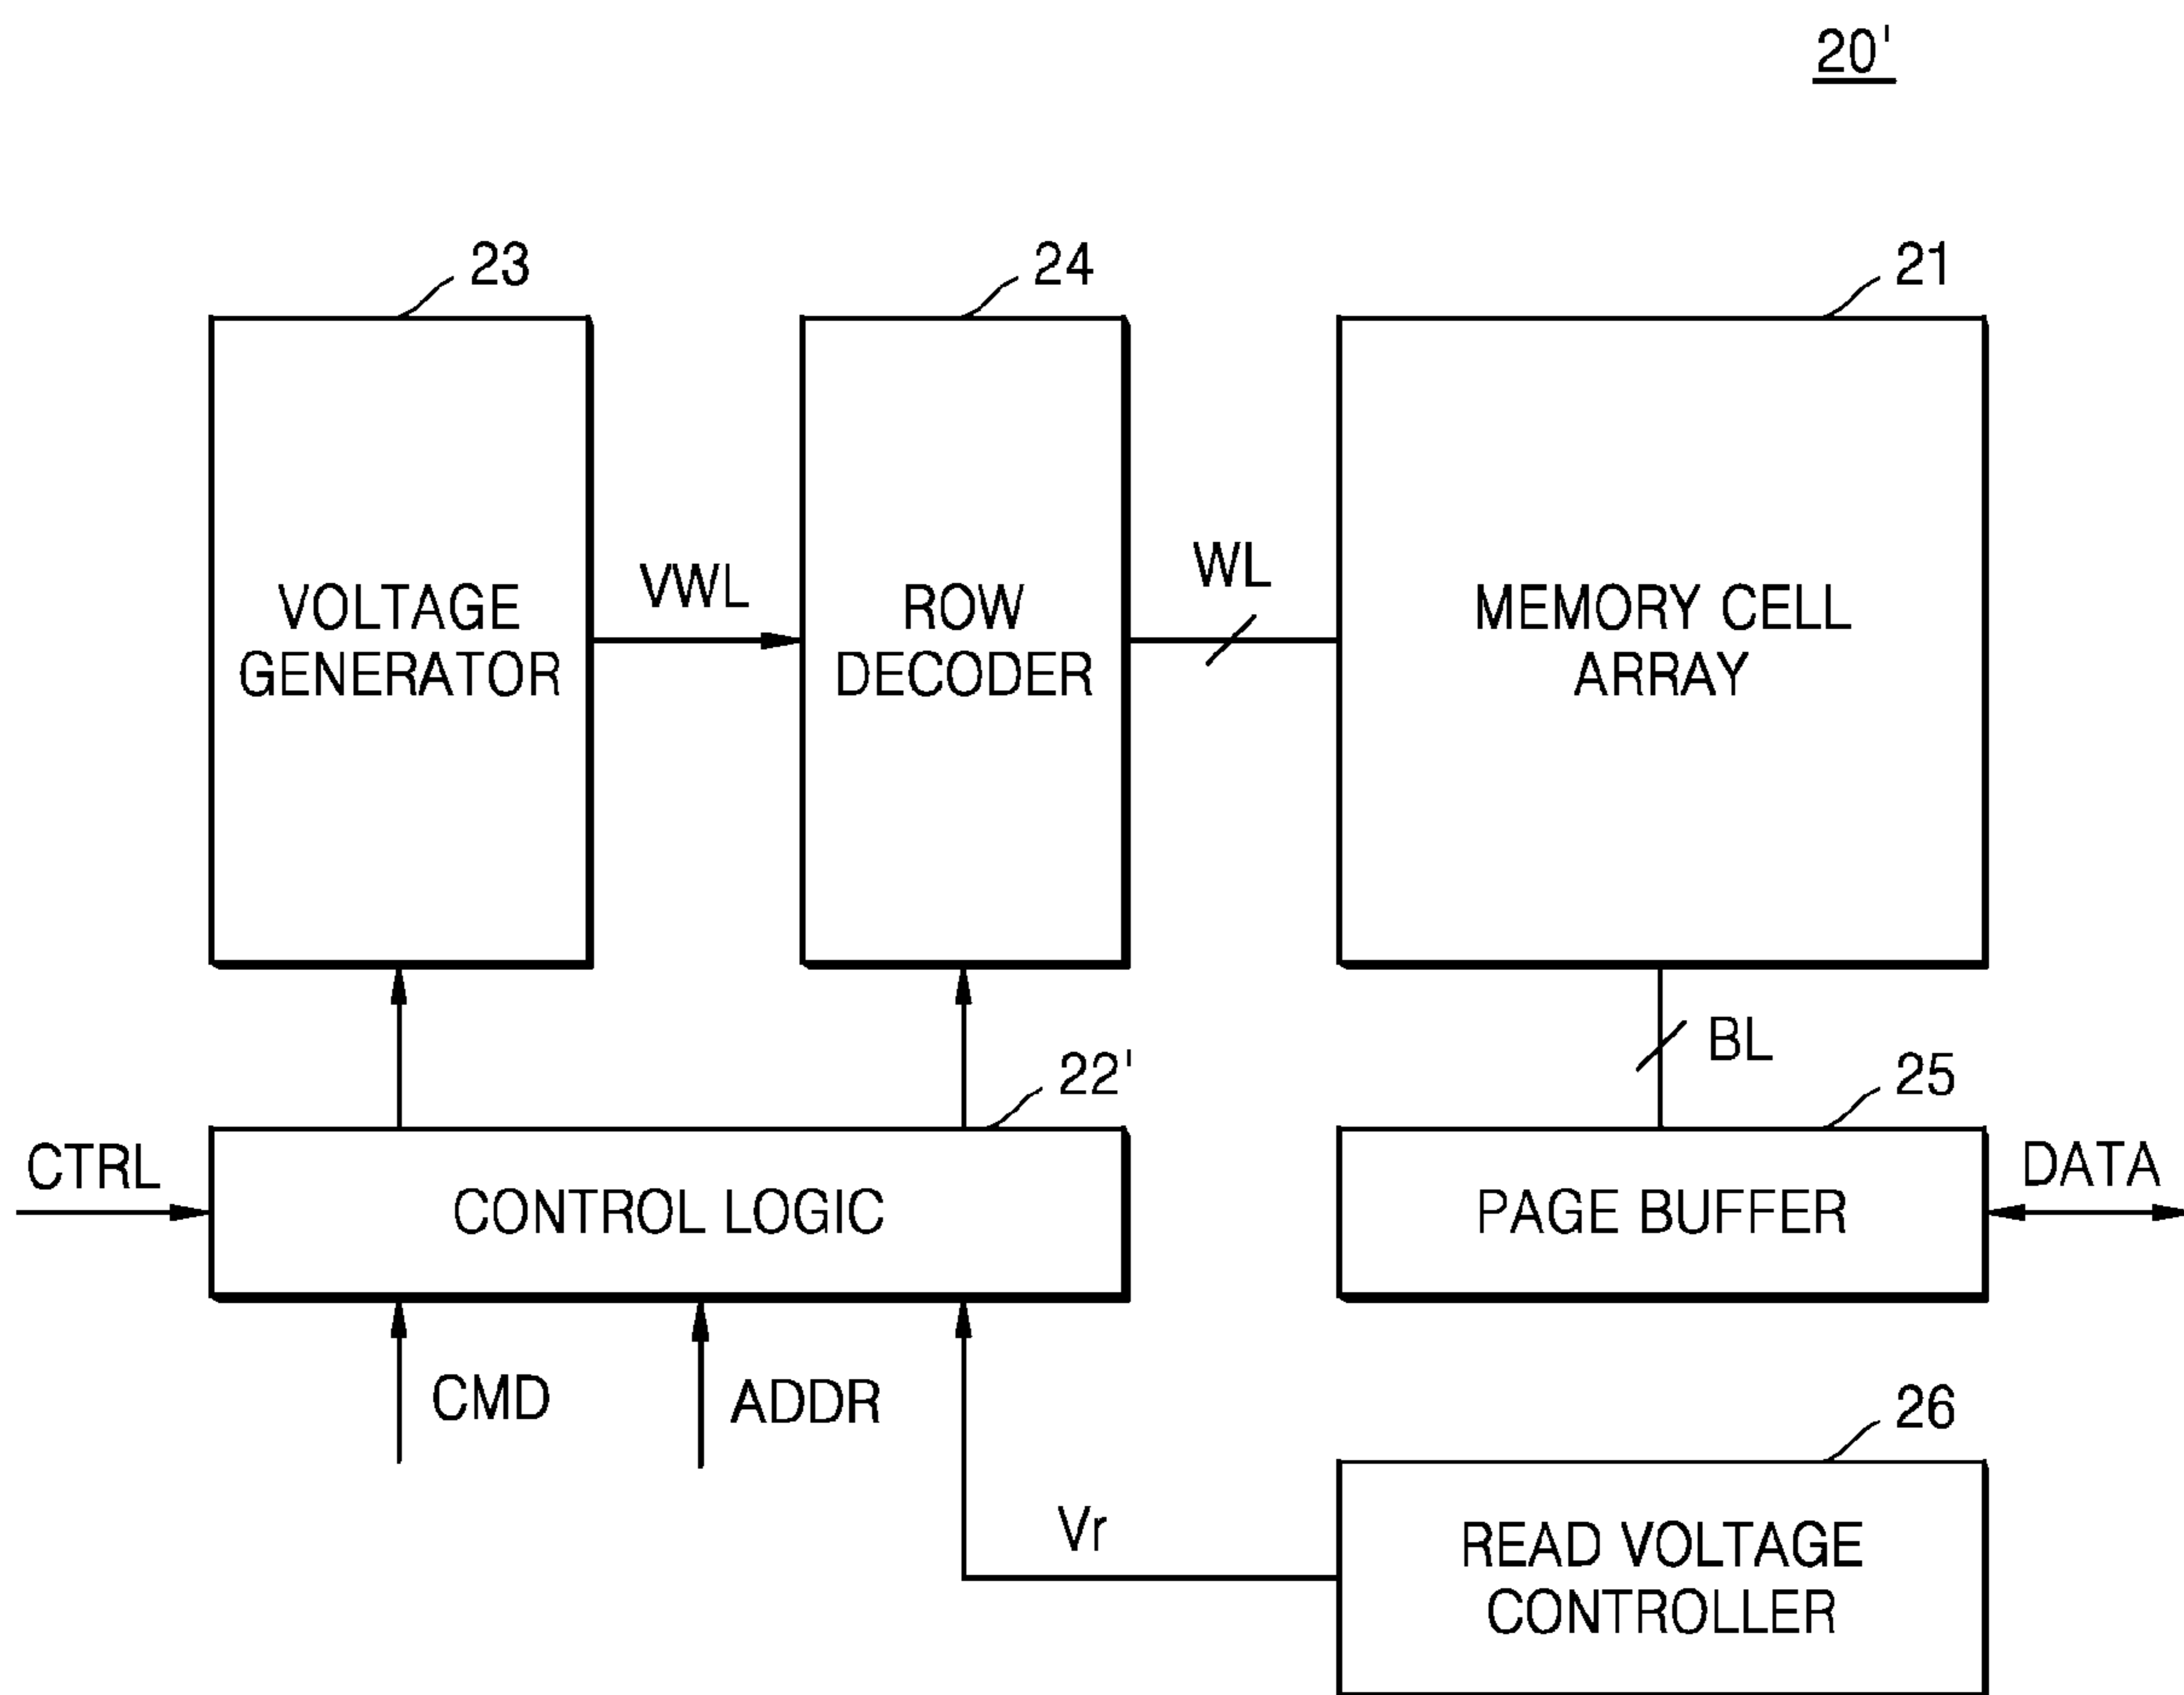 20'
23
24
21
VOLTAGE
GENERATOR
VWL
ROW
DECODER
WL
MEMORY CELL
ARRAY
BL
22'
25
CTRL
CONTROL LOGIC
PAGE BUFFER
DATA
CMD
ADDR
26
Vr
READ VOLTAGE
CONTROLLER